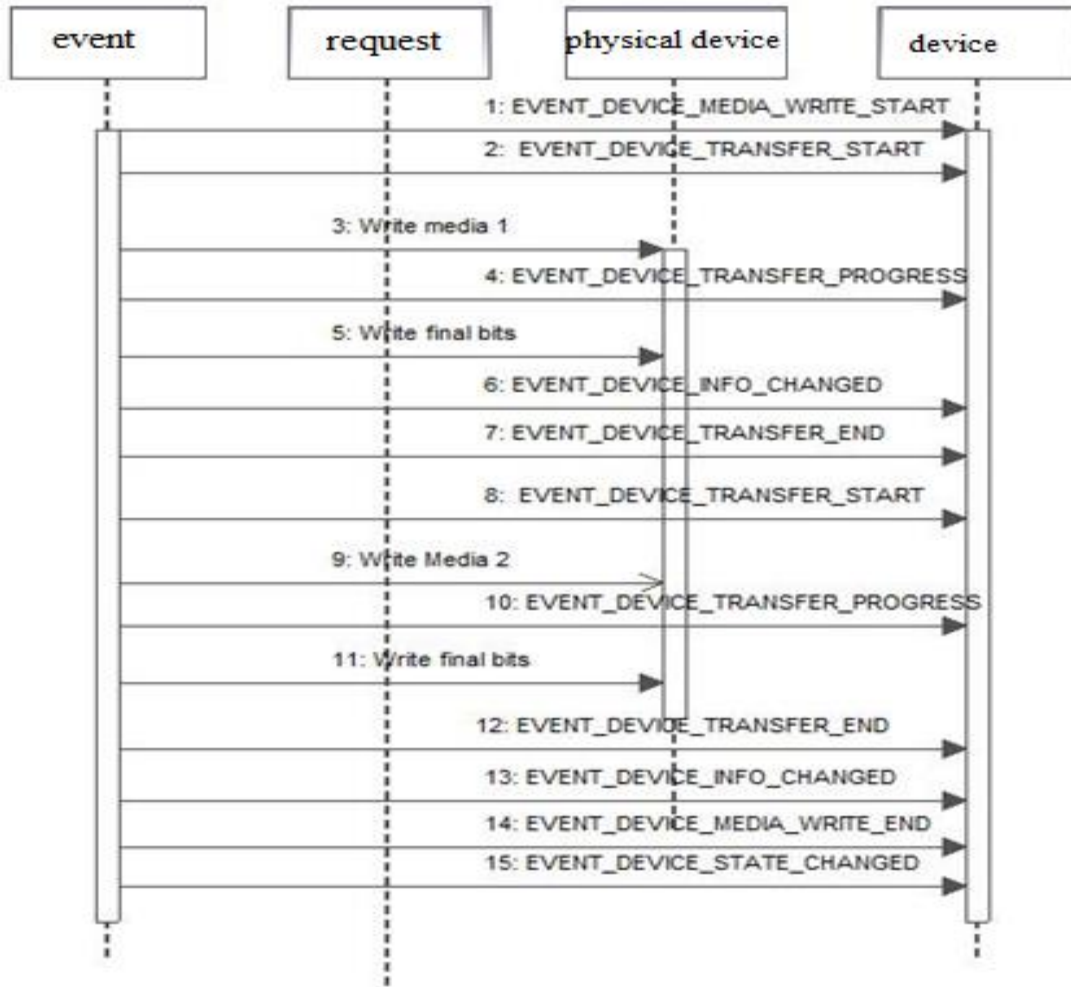 event
request
physical device
device
1: EVENT_DEVICE_MEDIA_WRITE_START
2: EVENT_DEVICE_TRANSFER_START
3: Write media 1
4: EVENT_DEVICE_TRANSFER_PROGRESS
5: Write final bits
6: EVENT_DEVICE_INFO_CHANGED
7: EVENT_DEVICE_TRANSFER_END
8: EVENT_DEVICE_TRANSFER_START
9: Write Media 2
10: EVENT_DEVICE_TRANSFER_PROGRESS
11: Write final bits
12: EVENT_DEVICE_TRANSFER_END
13: EVENT_DEVICE_INFO_CHANGED
14: EVENT_DEVICE_MEDIA_WRITE_END
15: EVENT_DEVICE_STATE_CHANGED